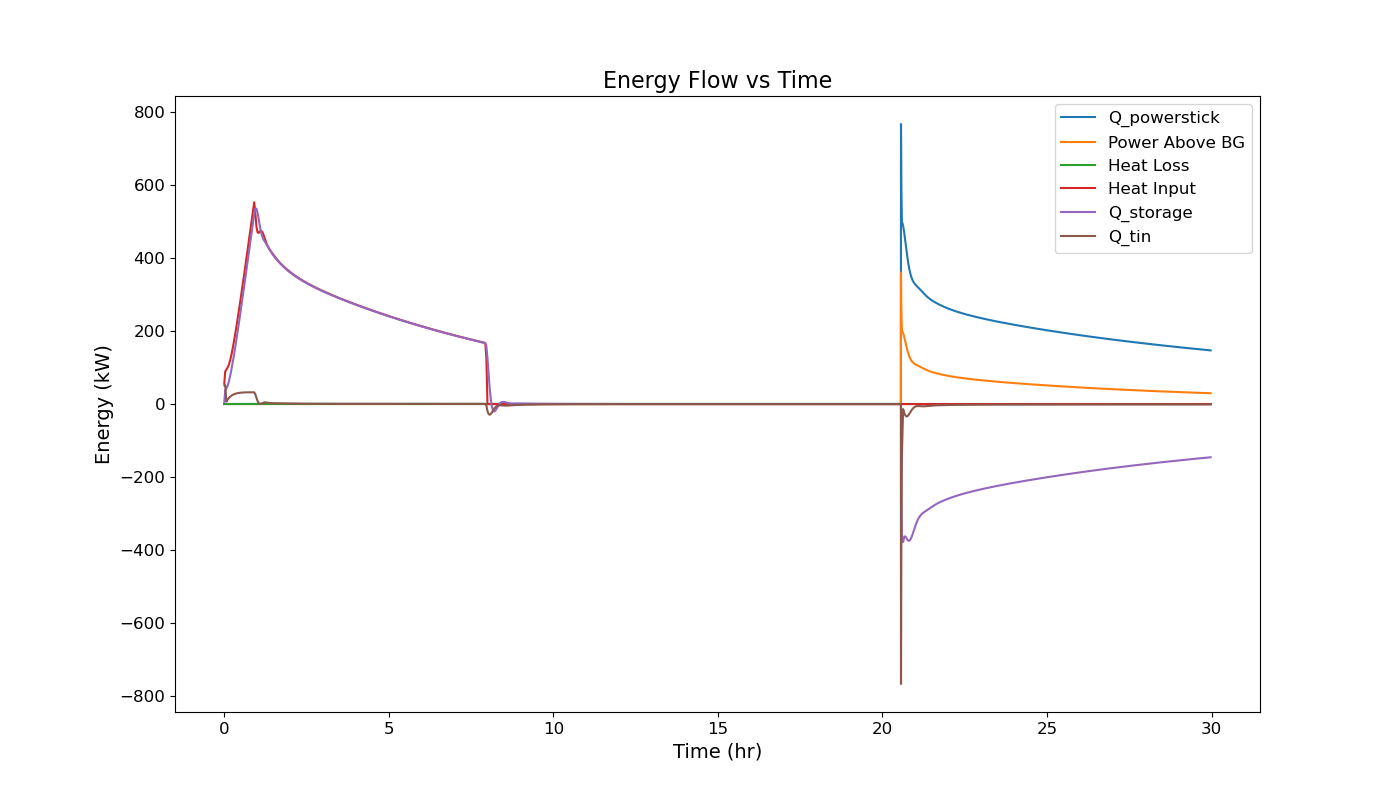 Energy Flow vs Time
Energy (kW)
800
600
400
200
0
−200
−400
−600
−800
Q_powerstick
Power Above BG
Heat Loss
Heat Input
Q_storage
Q_tin
0 5 10 15 20 25 30
Time (hr)